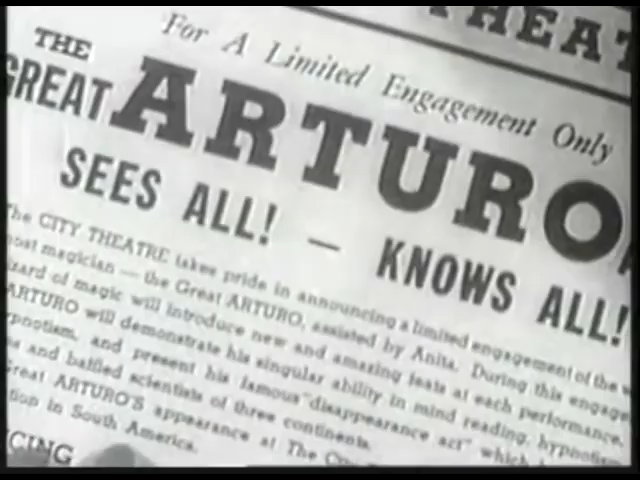 THEAT
For A Limited Engagement Only
THE
GREAT ARTURO
SEES ALL! — KNOWS ALL!
The CITY THEATRE takes pride in announcing a limited engagement of the
most magician — the Great ARTURO, assisted by Anita. During this engage
izard of magic will introduce new and amazing feats at each performance.
ARTURO will demonstrate his singular ability in mind reading, hypnotism
pnotism, and present his famous "disappearance act" which
s and baffled scientists of three continents.
Great ARTURO'S appearance at The
tion in South America.
CING